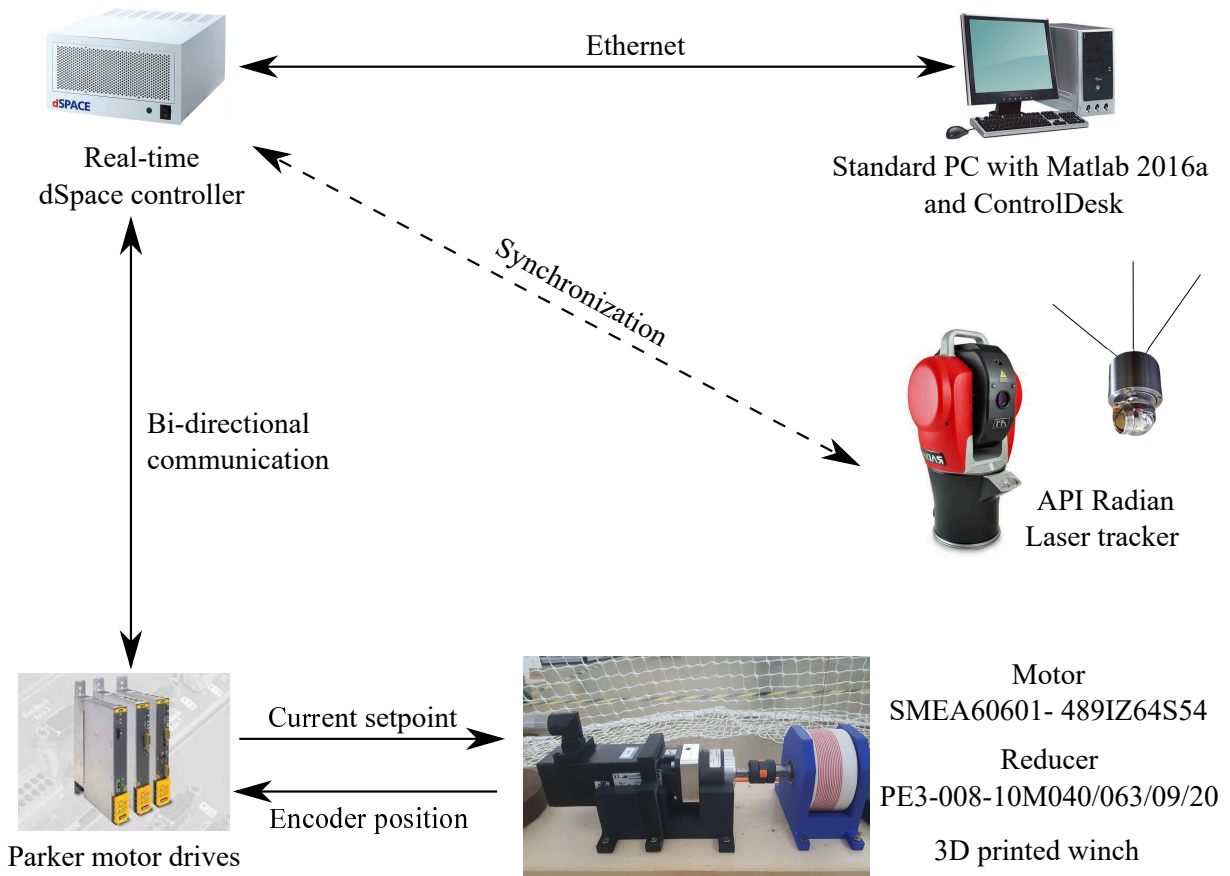 dSPACE
Ethernet
Real-time
dSpace controller
Standard PC with Matlab 2016a
and ControlDesk
Synchronization
Bi-directional
communication
API Radian
Laser tracker
Current setpoint
Encoder position
Parker motor drives
Motor
SMEA60601- 489IZ64S54
Reducer
PE3-008-10M040/063/09/20
3D printed winch